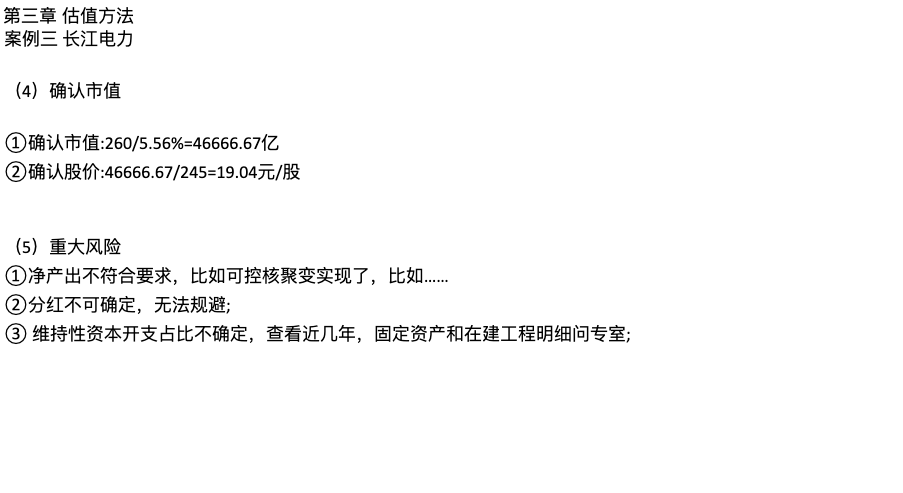 第三章 估值方法
案例三 长江电力
（4）确认市值
①确认市值:260/5.56%=46666.67亿
②确认股价:46666.67/245=19.04元/股
（5）重大风险
①净产出不符合要求，比如可控核聚变实现了，比如……
②分红不可确定，无法规避;
③ 维持性资本开支占比不确定，查看近几年，固定资产和在建工程明细问专室;